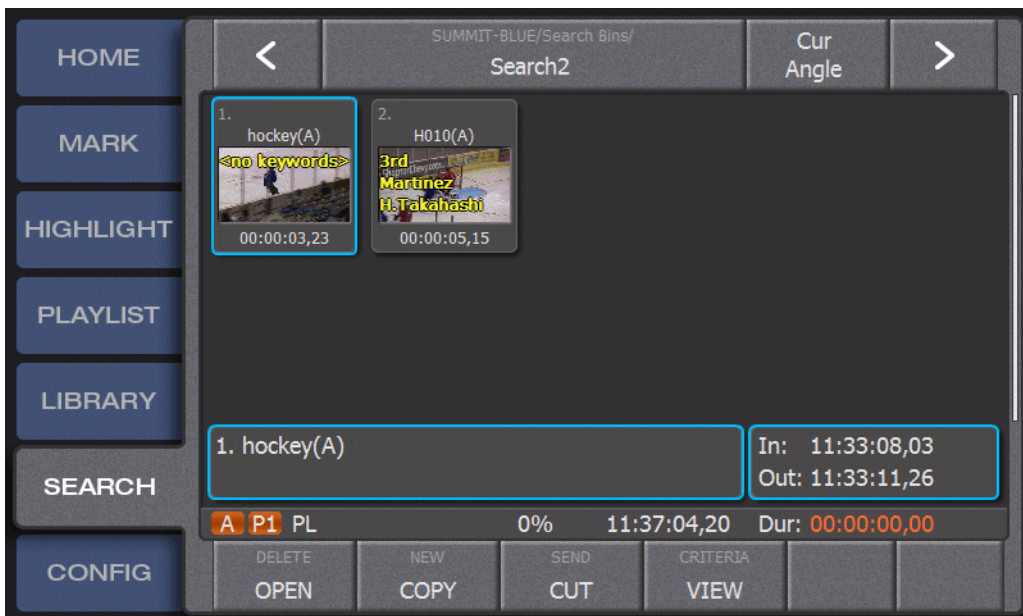 HOME
MARK
HIGHLIGHT
PLAYLIST
LIBRARY
SEARCH
CONFIG
<
SUMMIT-BLUE/Search Bins/
Search2
Cur
Angle
>
1.
hockey(A)
<no keywords>
00:00:03,23
2.
H010(A)
3rd
Martinez
H.Takahashi
00:00:05,15
1. hockey(A)
In: 11:33:08,03
Out: 11:33:11,26
A P1 PL 0% 11:37:04,20 Dur: 00:00:00,00
DELETE
OPEN
NEW
COPY
SEND
CUT
CRITERIA
VIEW